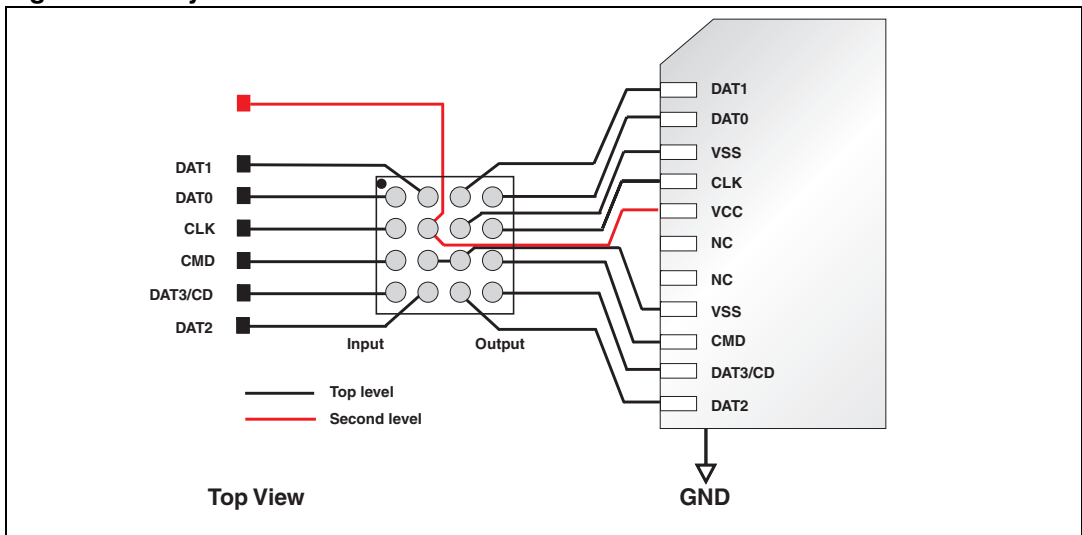 DAT1
DAT0
CLK
CMD
DAT3/CD
DAT2
Input
Output
DAT1
DAT0
VSS
CLK
VCC
NC
NC
VSS
CMD
DAT3/CD
DAT2
Top level
Second level
Top View
GND